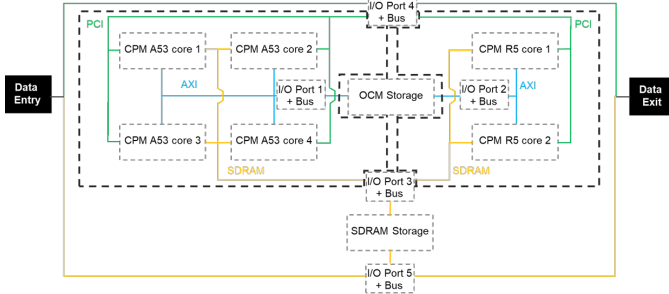 I/O Port 4
+ Bus
PCI
PCI
CPM A53 core 1
CPM A53 core 2
CPM R5 core 1
Data
Entry
AXI
I/O Port 1
+ Bus
OCM Storage
I/O Port 2
+ Bus
AXI
Data
Exit
CPM A53 core 3
CPM A53 core 4
CPM R5 core 2
SDRAM
I/O Port 3
+ Bus
SDRAM
SDRAM Storage
I/O Port 5
+ Bus